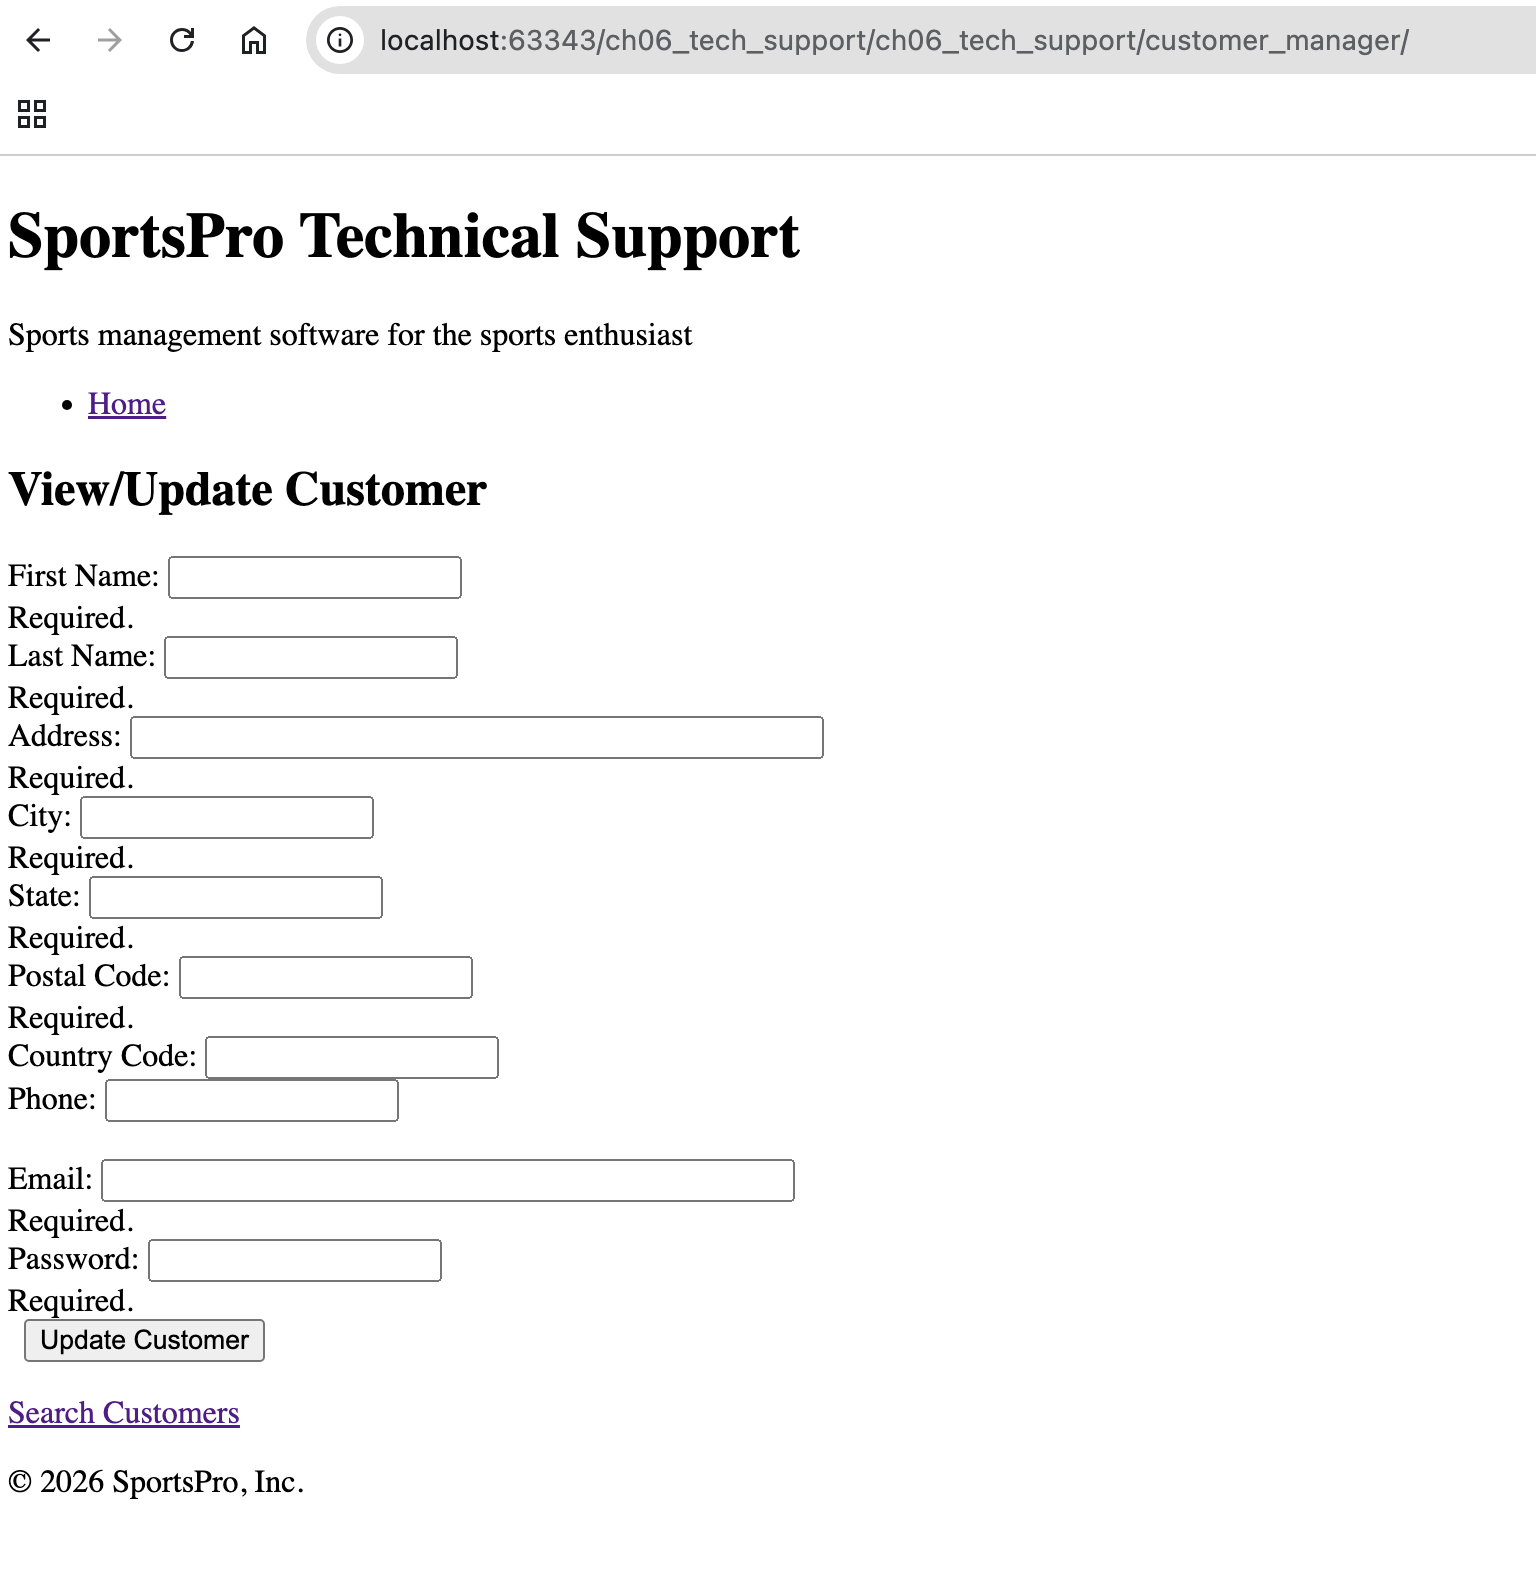 localhost:63343/ch06_tech_support/ch06_tech_support/customer_manager/
SportsPro Technical Support
Sports management software for the sports enthusiast
Home
View/Update Customer
First Name:
Required.
Last Name:
Required.
Address:
Required.
City:
Required.
State:
Required.
Postal Code:
Required.
Country Code:
Phone:
Email:
Required.
Password:
Required.
Update Customer
Search Customers
© 2026 SportsPro, Inc.